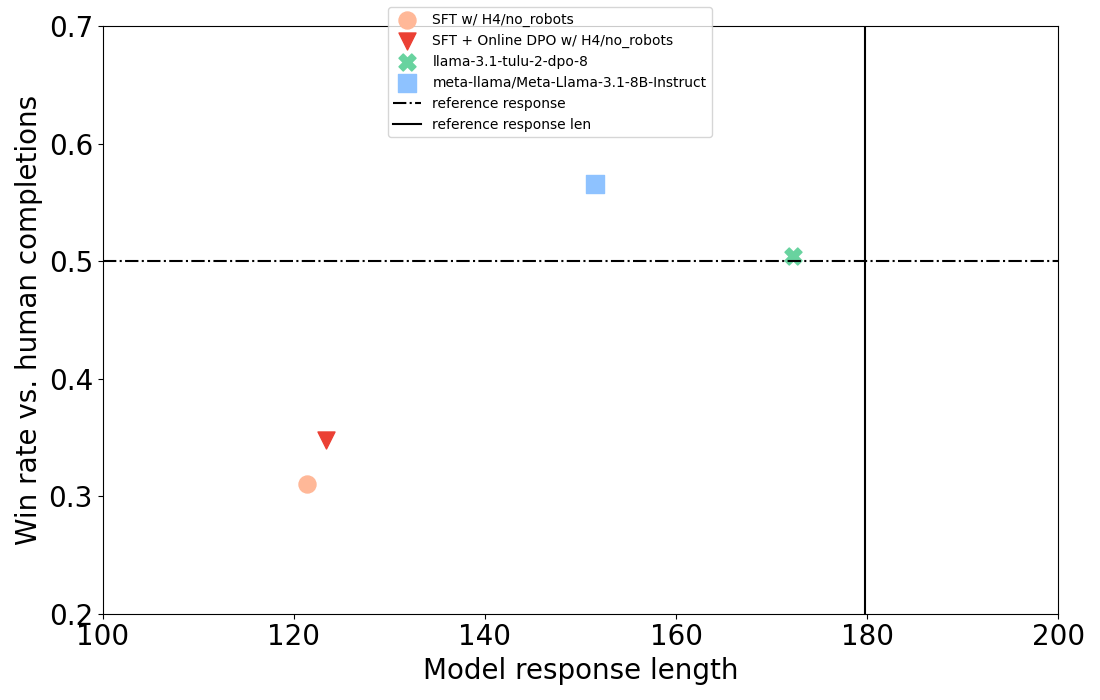 SFT w/ H4/no_robots
SFT + Online DPO w/ H4/no_robots
llama-3.1-tulu-2-dpo-8
meta-llama/Meta-Llama-3.1-8B-Instruct
reference response
reference response len
Win rate vs. human completions
0.7
0.6
0.5
0.4
0.3
0.2
100
120
140
160
180
200
Model response length